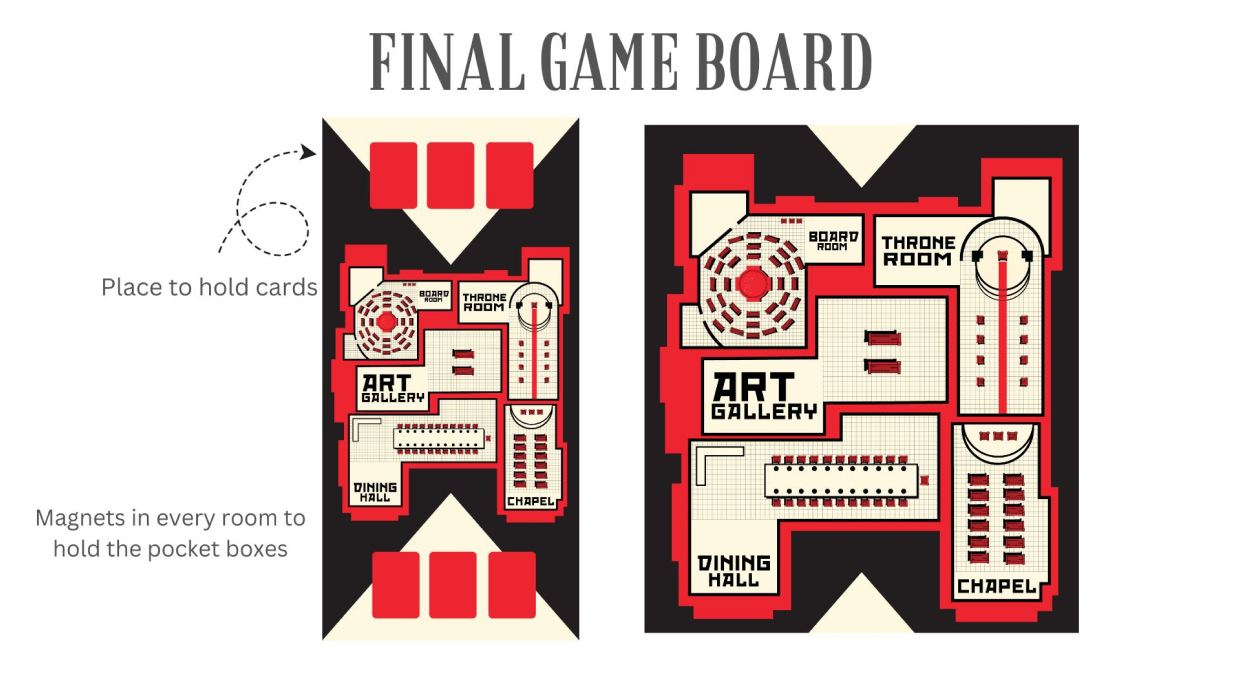 FINAL GAME BOARD
Place to hold cards
Magnets in every room to
hold the pocket boxes
BOARD
ROOM
THRONE
ROOM
ART
GALLERY
DINING
HALL
CHAPEL
BOARD
ROOM
THRONE
ROOM
ART
GALLERY
DINING
HALL
CHAPEL